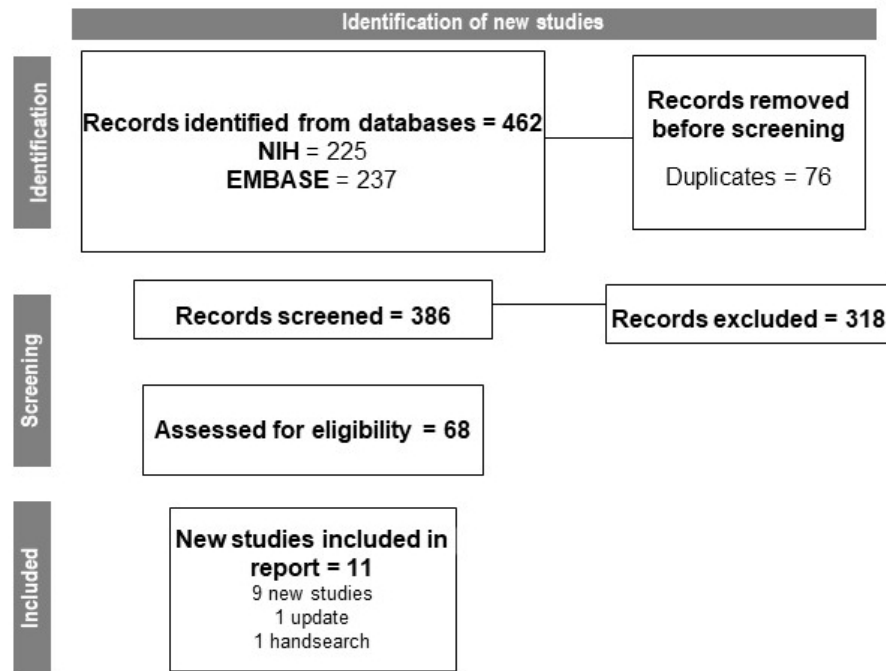 Identification of new studies
Identification
Records identified from databases = 462
NIH = 225
EMBASE = 237
Records removed
before screening
Duplicates = 76
Screening
Records screened = 386
Records excluded = 318
Assessed for eligibility = 68
Included
New studies included in
report = 11
9 new studies
1 update
1 handsearch